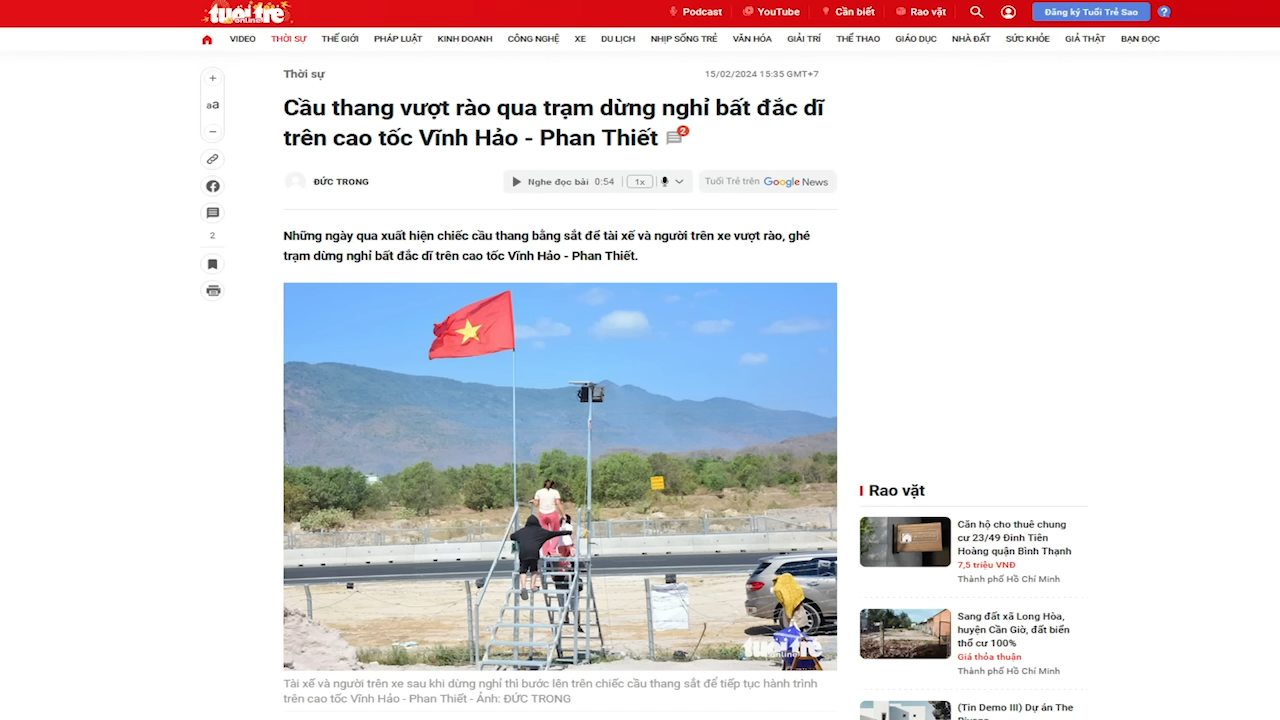 tuổi trẻ online
Podcast
YouTube
Cần biết
Rao vặt
Đăng ký Tuổi Trẻ Sao
?
VIDEO THỜI SỰ THẾ GIỚI PHÁP LUẬT KINH DOANH CÔNG NGHỆ XE DU LỊCH NHỊP SỐNG TRẺ VĂN HÓA GIẢI TRÍ THỂ THAO GIÁO DỤC NHÀ ĐẤT SỨC KHỎE GIẢ THẬT BẠN ĐỌC
+
aa
−
2
Thời sự
15/02/2024 15:35 GMT+7
Cầu thang vượt rào qua trạm dừng nghỉ bất đắc dĩ
trên cao tốc Vĩnh Hảo - Phan Thiết 2
ĐỨC TRONG
Nghe đọc bài 0:54 1x
Tuổi Trẻ trên Google News
Những ngày qua xuất hiện chiếc cầu thang bằng sắt để tài xế và người trên xe vượt rào, ghé
trạm dừng nghỉ bất đắc dĩ trên cao tốc Vĩnh Hảo - Phan Thiết.
tuổi trẻ online
Tài xế và người trên xe sau khi dừng nghỉ thì bước lên trên chiếc cầu thang sắt để tiếp tục hành trình
trên cao tốc Vĩnh Hảo - Phan Thiết - Ảnh: ĐỨC TRONG
Rao vặt
Căn hộ cho thuê chung
cư 23/49 Đinh Tiên
Hoàng quận Bình Thạnh
7,5 triệu VNĐ
Thành phố Hồ Chí Minh
Sang đất xã Long Hòa,
huyện Cần Giờ, đất biển
thổ cư 100%
Giá thỏa thuận
Thành phố Hồ Chí Minh
(Tin Demo III) Dự án The